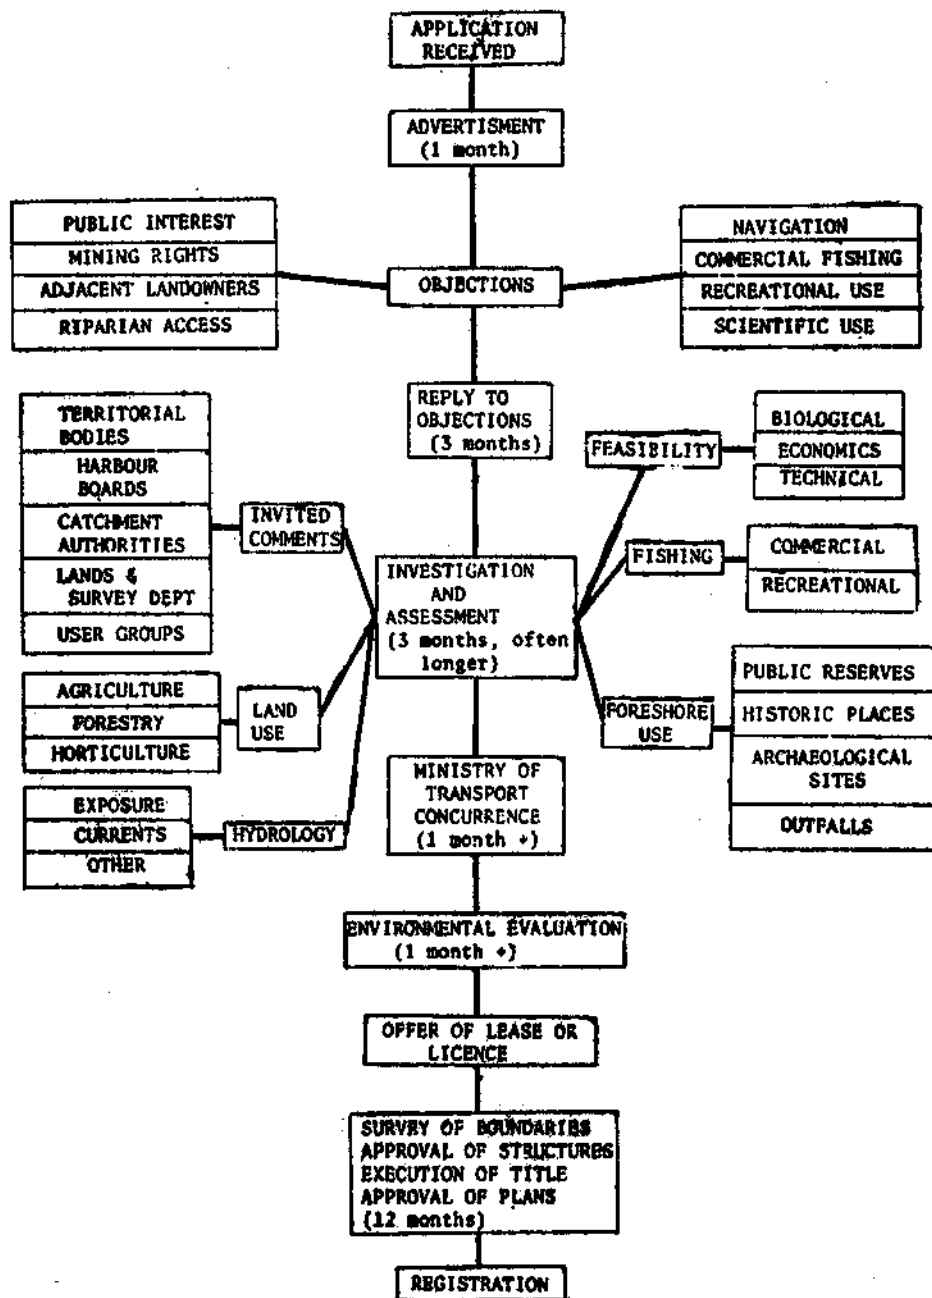 APPLICATION
RECEIVED
ADVERTISMENT
(1 month)
PUBLIC INTEREST
MINING RIGHTS
ADJACENT LANDOWNERS
RIPARIAN ACCESS
OBJECTIONS
NAVIGATION
COMMERCIAL FISHING
RECREATIONAL USE
SCIENTIFIC USE
REPLY TO
OBJECTIONS
(3 months)
TERRITORIAL
BODIES
HARBOUR
BOARDS
CATCHMENT
AUTHORITIES
LANDS &
SURVEY DEPT
USER GROUPS
INVITED
COMMENTS
FEASIBILITY
BIOLOGICAL
ECONOMICS
TECHNICAL
FISHING
COMMERCIAL
RECREATIONAL
INVESTIGATION
AND
ASSESSMENT
(3 months, often
longer)
AGRICULTURE
FORESTRY
HORTICULTURE
LAND
USE
FORESHORE
USE
PUBLIC RESERVES
HISTORIC PLACES
ARCHAEOLOGICAL
SITES
OUTFALLS
EXPOSURE
CURRENTS
OTHER
HYDROLOGY
MINISTRY OF
TRANSPORT
CONCURRENCE
(1 month +)
ENVIRONMENTAL EVALUATION
(1 month +)
OFFER OF LEASE OR
LICENCE
SURVEY OF BOUNDARIES
APPROVAL OF STRUCTURES
EXECUTION OF TITLE
APPROVAL OF PLANS
(12 months)
REGISTRATION